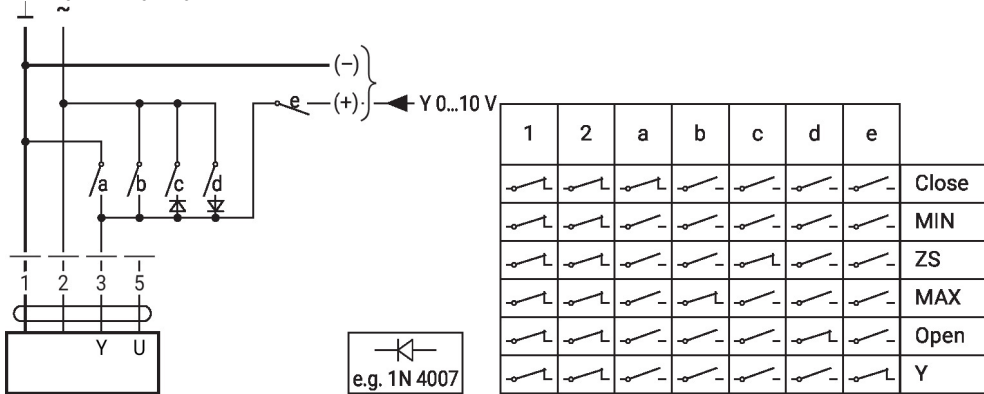 ⊥ ~
(–)
e (+) Y 0...10 V
a b c d
1 2 3 5
Y U
e.g. 1N 4007
1 2 a b c d e
Close
MIN
ZS
MAX
Open
Y